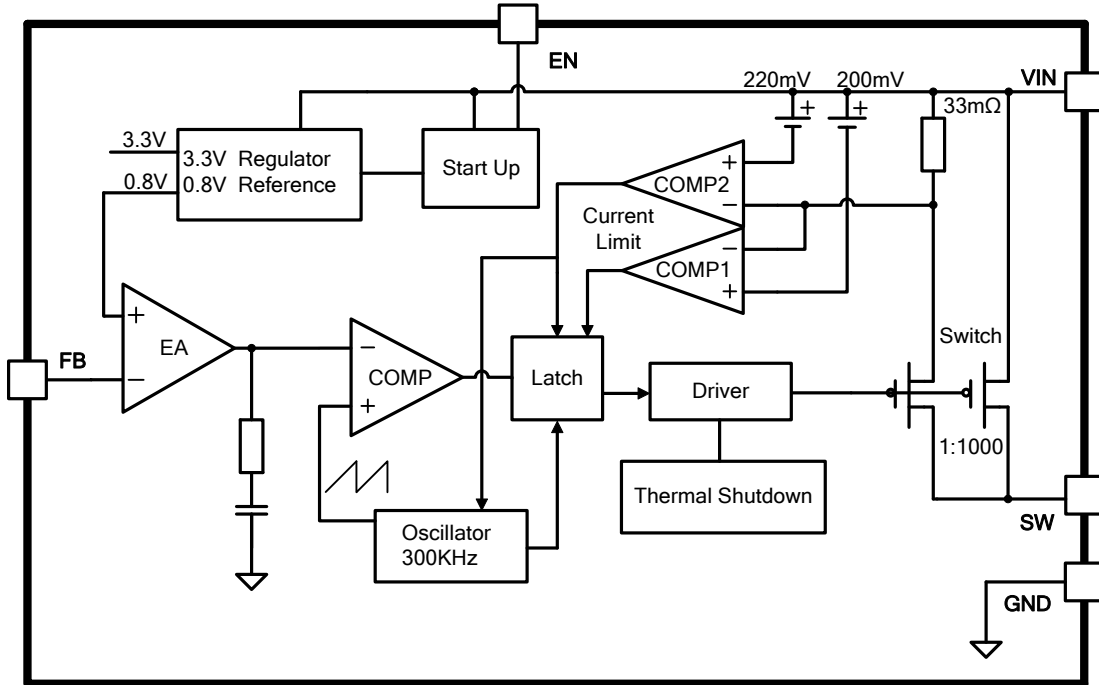 EN
220mV
200mV
VIN
+
+
33mΩ
3.3V
3.3V Regulator
0.8V
0.8V Reference
Start Up
+
COMP2
−
Current
Limit
−
COMP1
+
+
EA
FB
−
−
COMP
+
Latch
Driver
Switch
1:1000
Thermal Shutdown
Oscillator
300KHz
SW
GND